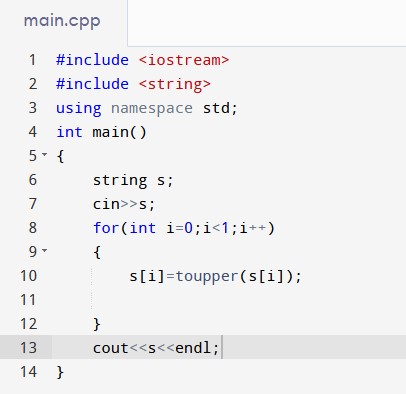 main.cpp
1 #include <iostream>
2 #include <string>
3 using namespace std;
4 int main()
5 {
6 string s;
7 cin>>s;
8 for(int i=0;i<1;i++)
9 {
10 s[i]=toupper(s[i]);
11
12 }
13 cout<<s<<endl;
14 }